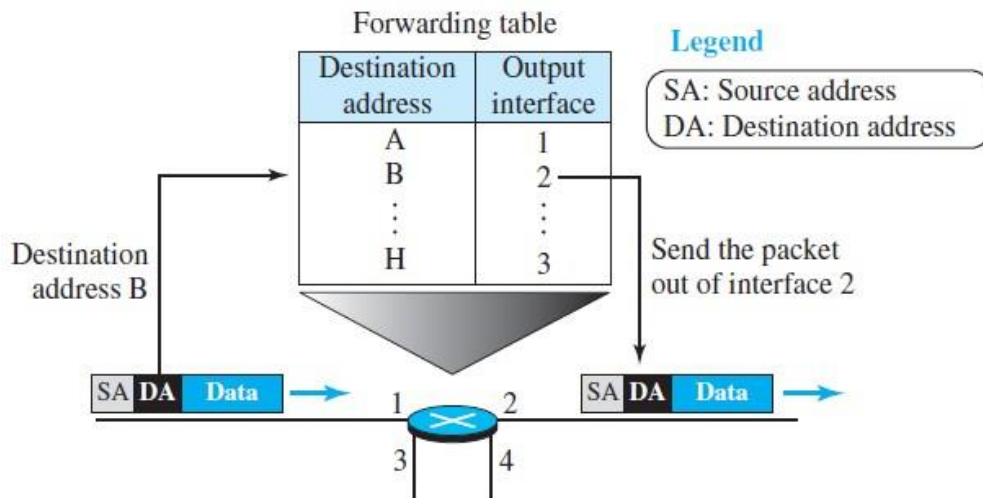 Forwarding table
Legend
Destination address
Output interface
SA: Source address
DA: Destination address
A 1
B 2
⋮ ⋮
H 3
Destination
address B
Send the packet
out of interface 2
SA DA Data
SA DA Data
1 2
3 4